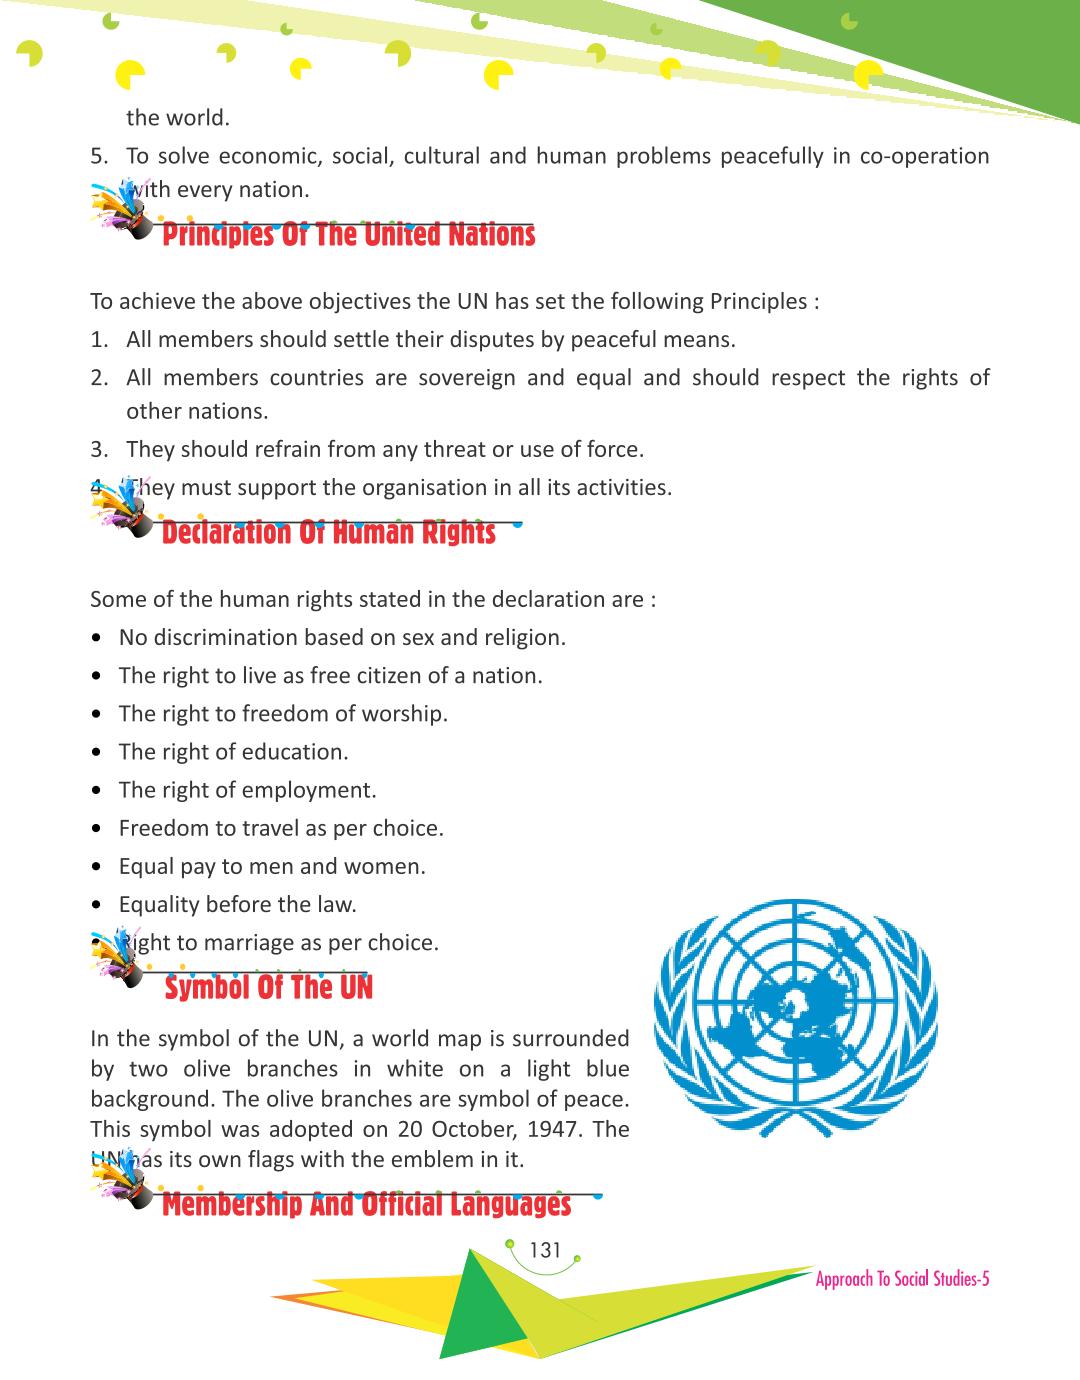 the world.
5. To solve economic, social, cultural and human problems peacefully in co-operation
with every nation.
Principles Of The United Nations
To achieve the above objectives the UN has set the following Principles :
1. All members should settle their disputes by peaceful means.
2. All members countries are sovereign and equal and should respect the rights of
other nations.
3. They should refrain from any threat or use of force.
4. They must support the organisation in all its activities.
Declaration Of Human Rights
Some of the human rights stated in the declaration are :
• No discrimination based on sex and religion.
• The right to live as free citizen of a nation.
• The right to freedom of worship.
• The right of education.
• The right of employment.
• Freedom to travel as per choice.
• Equal pay to men and women.
• Equality before the law.
• Right to marriage as per choice.
Symbol Of The UN
In the symbol of the UN, a world map is surrounded
by two olive branches in white on a light blue
background. The olive branches are symbol of peace.
This symbol was adopted on 20 October, 1947. The
UN has its own flags with the emblem in it.
Membership And Official Languages
131
Approach To Social Studies-5